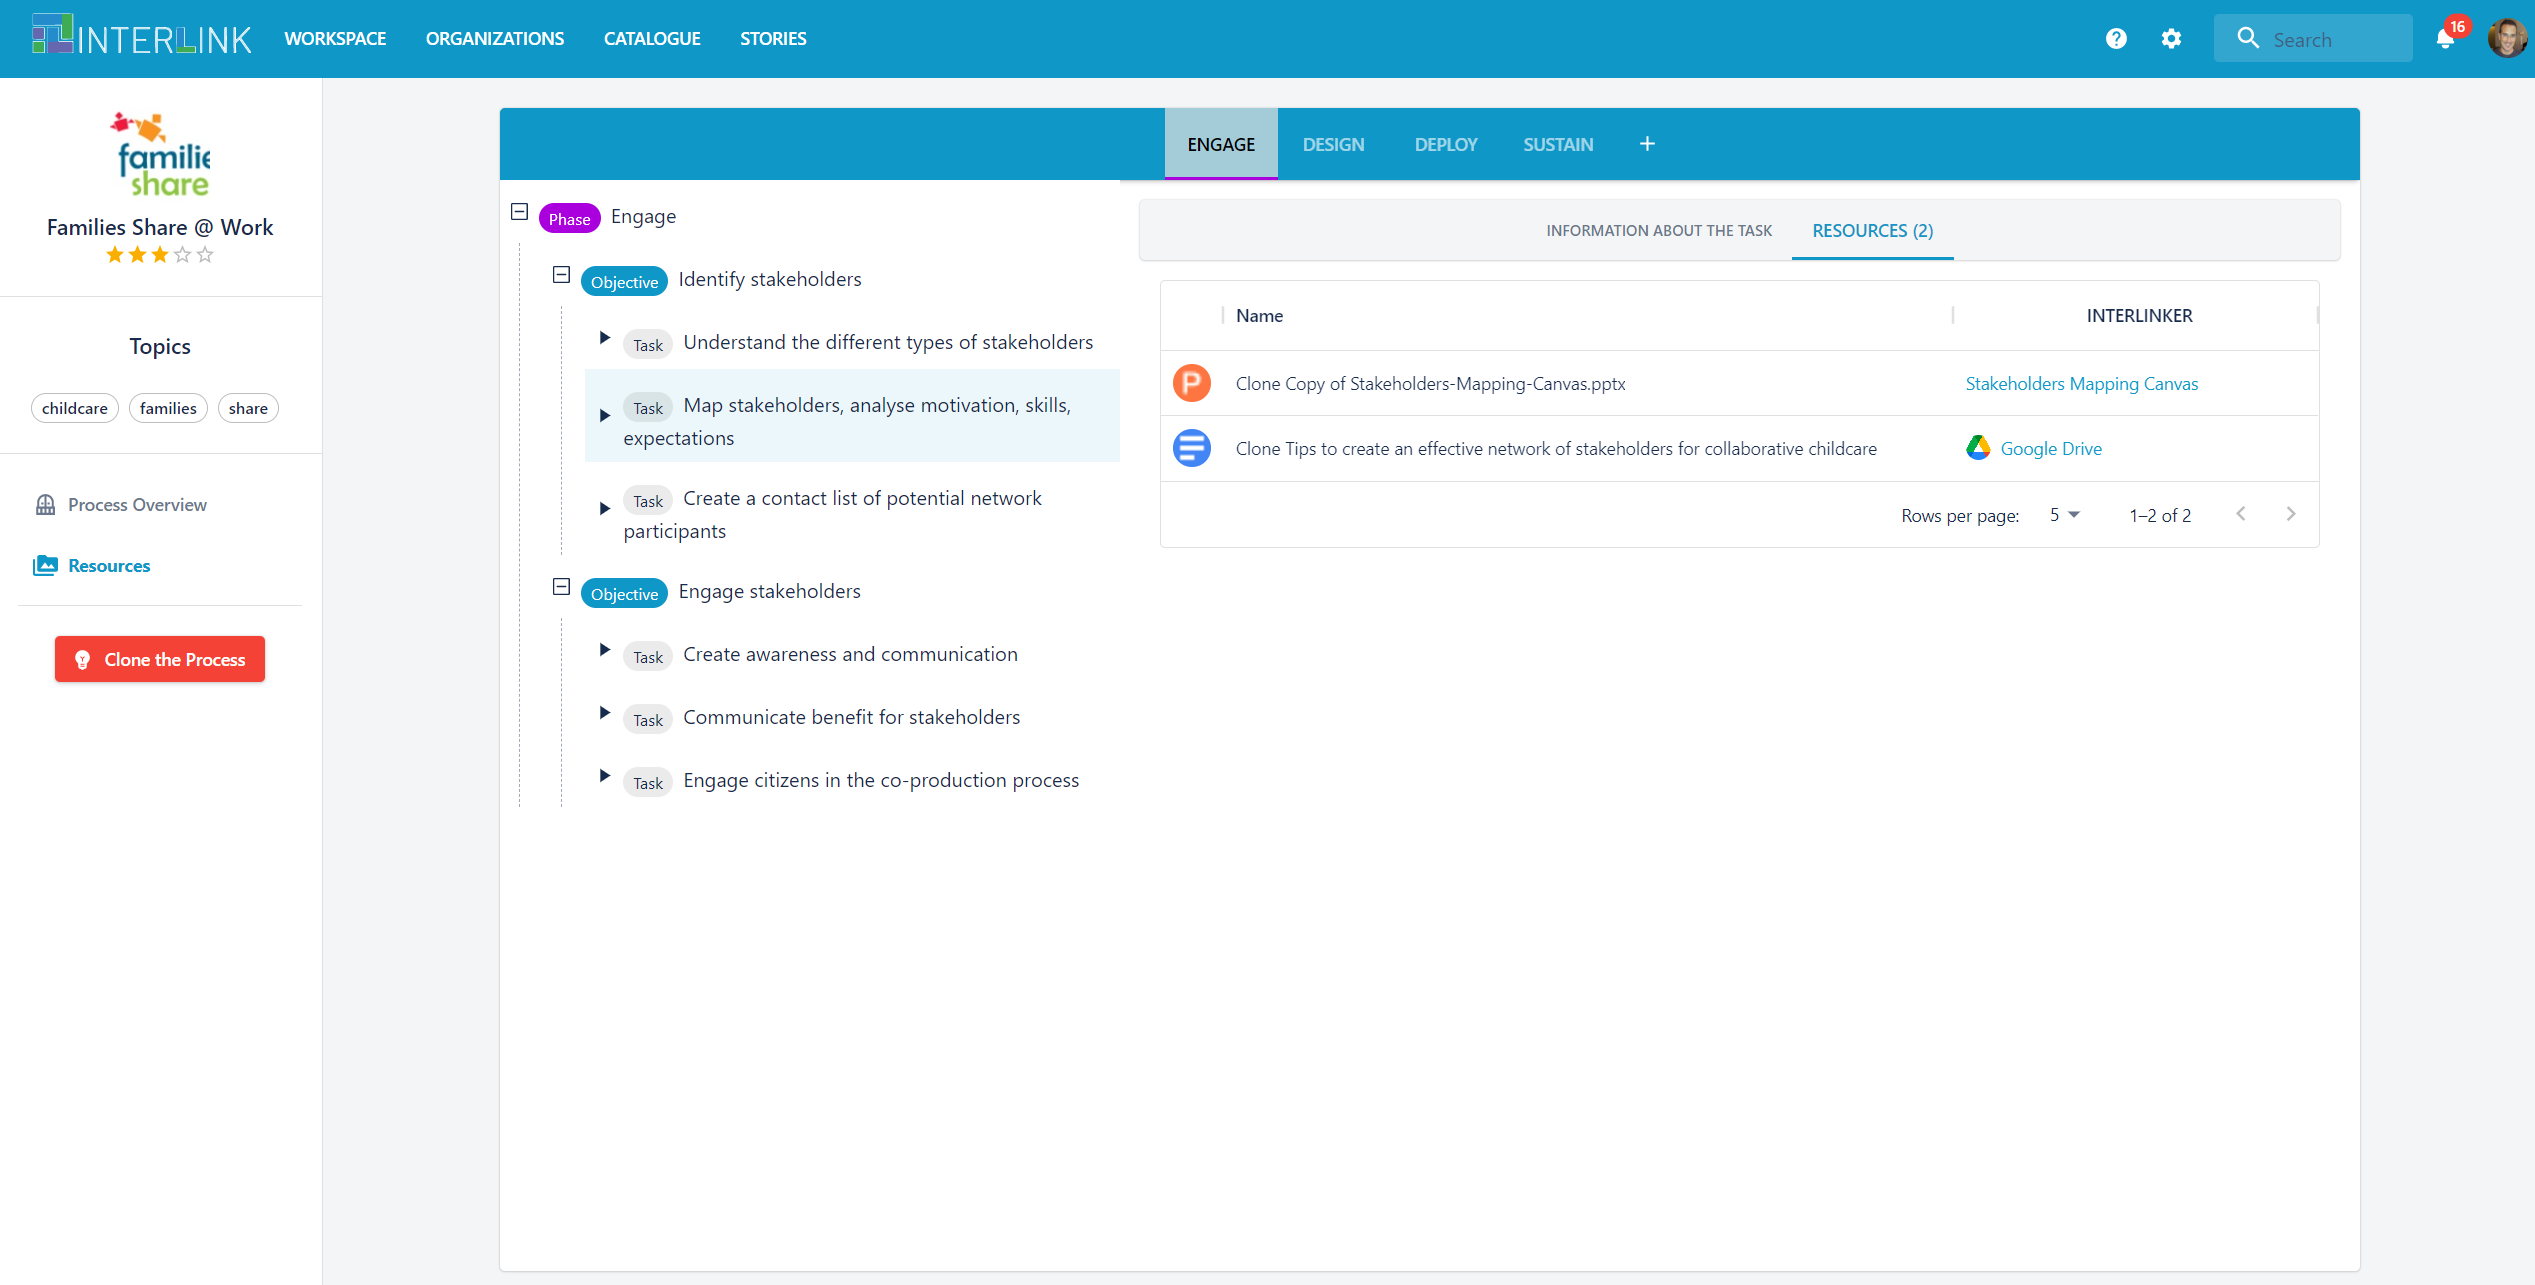 INTERLINK
WORKSPACE
ORGANIZATIONS
CATALOGUE
STORIES
Search
16
familie
share
Families Share @ Work
Topics
childcare
families
share
Process Overview
Resources
Clone the Process
ENGAGE
DESIGN
DEPLOY
SUSTAIN
+
Phase Engage
Objective Identify stakeholders
Task Understand the different types of stakeholders
Task Map stakeholders, analyse motivation, skills,
expectations
Task Create a contact list of potential network
participants
Objective Engage stakeholders
Task Create awareness and communication
Task Communicate benefit for stakeholders
Task Engage citizens in the co-production process
INFORMATION ABOUT THE TASK
RESOURCES (2)
Name
INTERLINKER
P
Clone Copy of Stakeholders-Mapping-Canvas.pptx
Stakeholders Mapping Canvas
Clone Tips to create an effective network of stakeholders for collaborative childcare
Google Drive
Rows per page:
5
1–2 of 2